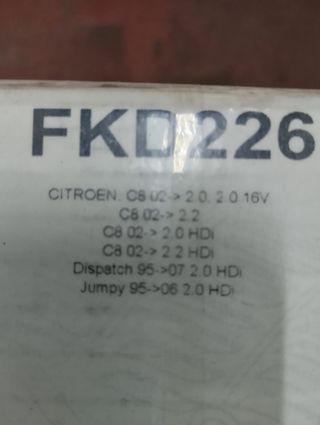 FKD226
CITROEN: C8 02-> 2.0, 2.0 16V
C8 02-> 2.2
C8 02-> 2.0 HDi
C8 02-> 2.2 HDi
Dispatch 95->07 2.0 HDi
Jumpy 95->06 2.0 HDi